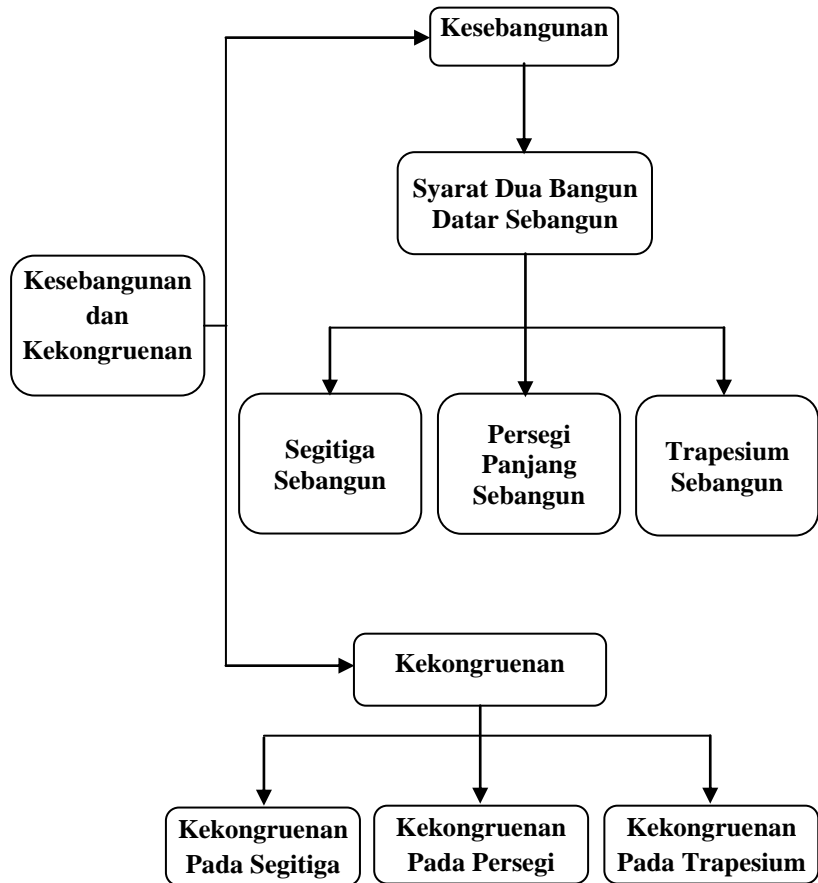 Kesebangunan
Syarat Dua Bangun
Datar Sebangun
Kesebangunan
dan
Kekongruenan
Segitiga
Sebangun
Persegi
Panjang
Sebangun
Trapesium
Sebangun
Kekongruenan
Kekongruenan
Pada Segitiga
Kekongruenan
Pada Persegi
Kekongruenan
Pada Trapesium